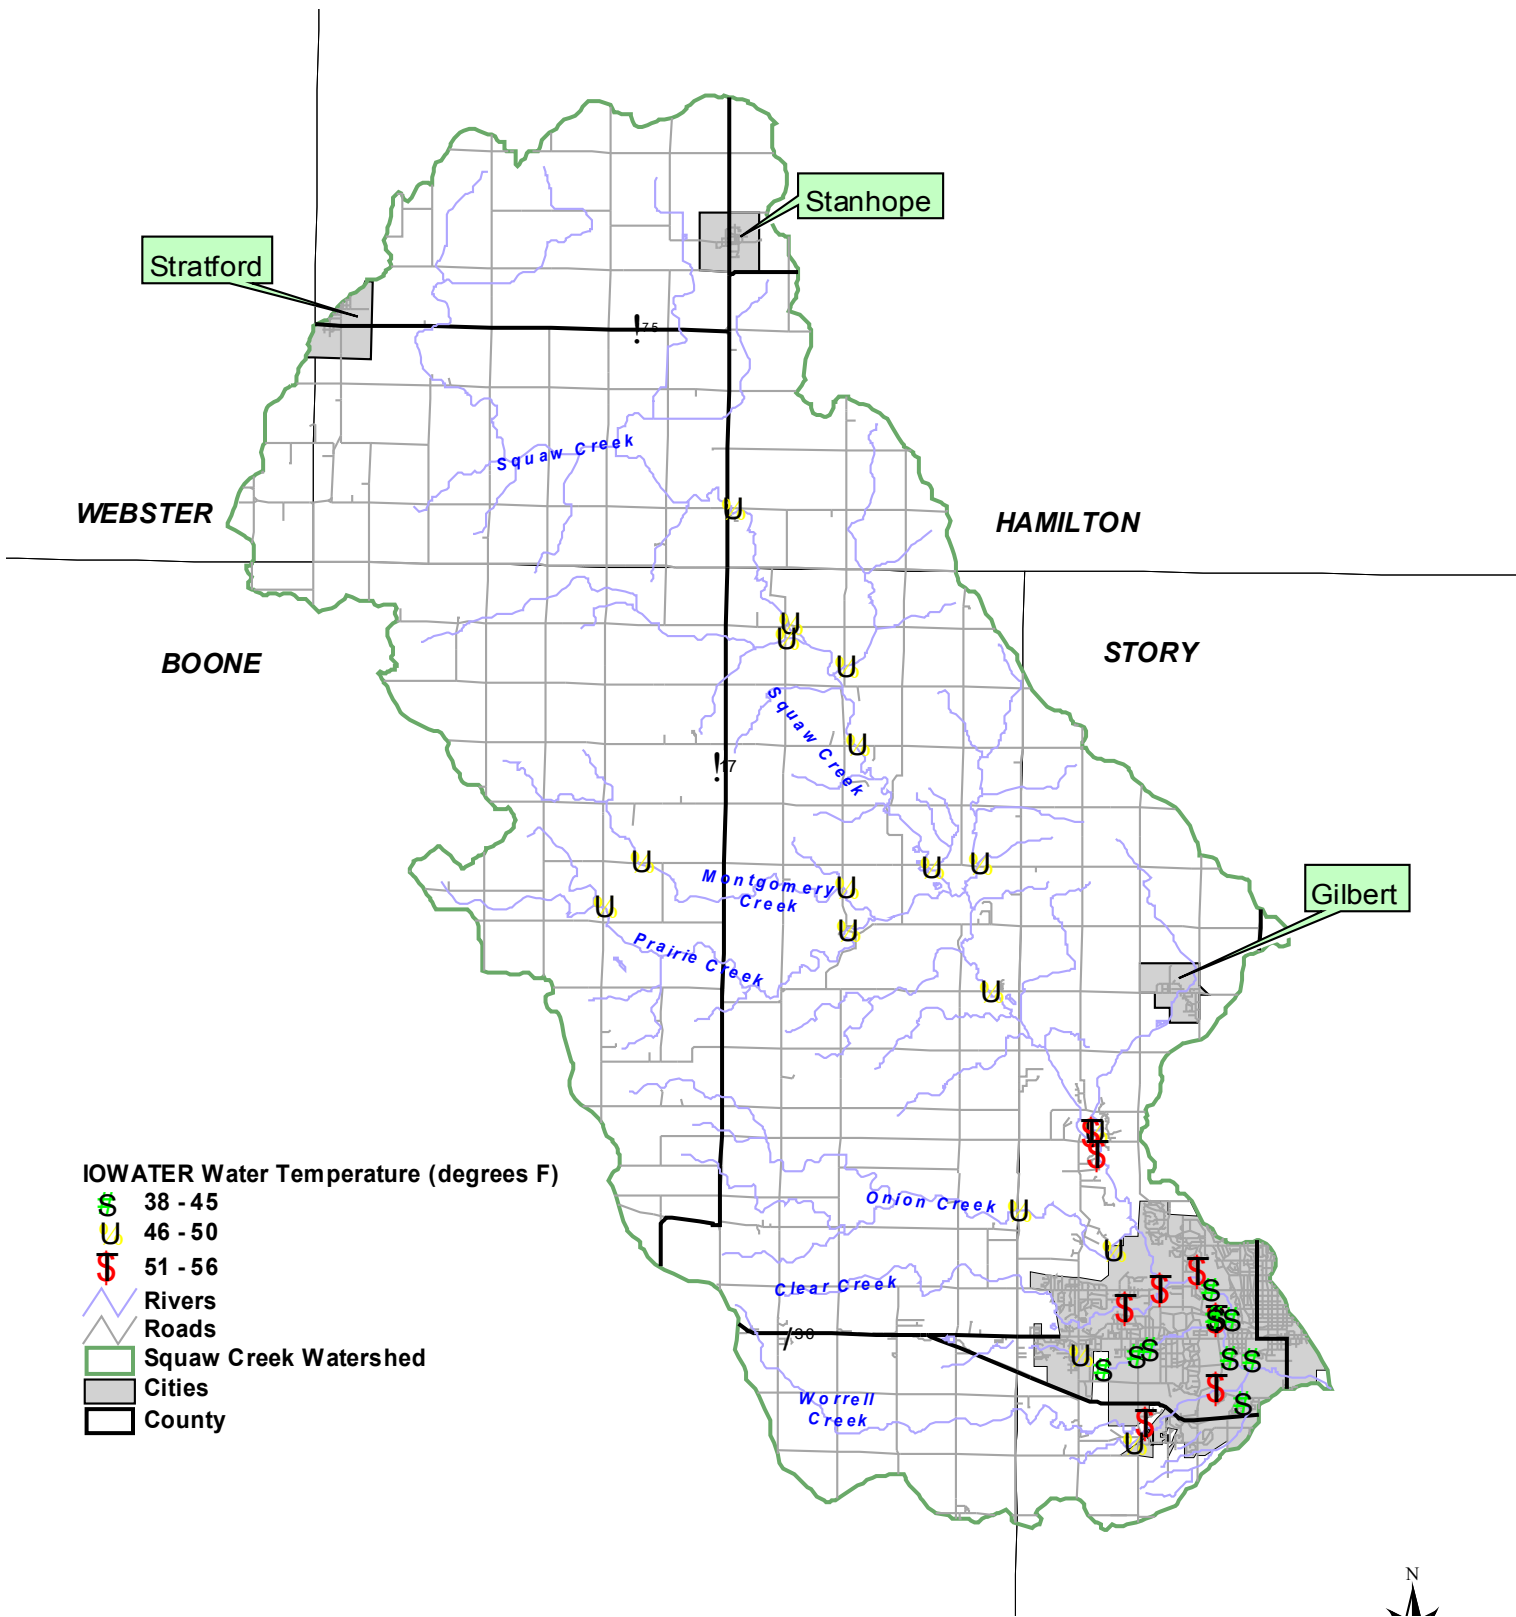 Stanhope
Stratford
75
Squaw Creek
WEBSTER
HAMILTON
BOONE
STORY
Squaw Creek
17
Montgomery
Creek
Gilbert
Prairie Creek
IOWATER Water Temperature (degrees F)
38 - 45
46 - 50
51 - 56
Rivers
Roads
Squaw Creek Watershed
Cities
County
Onion Creek
Clear Creek
30
Worrell
Creek
N